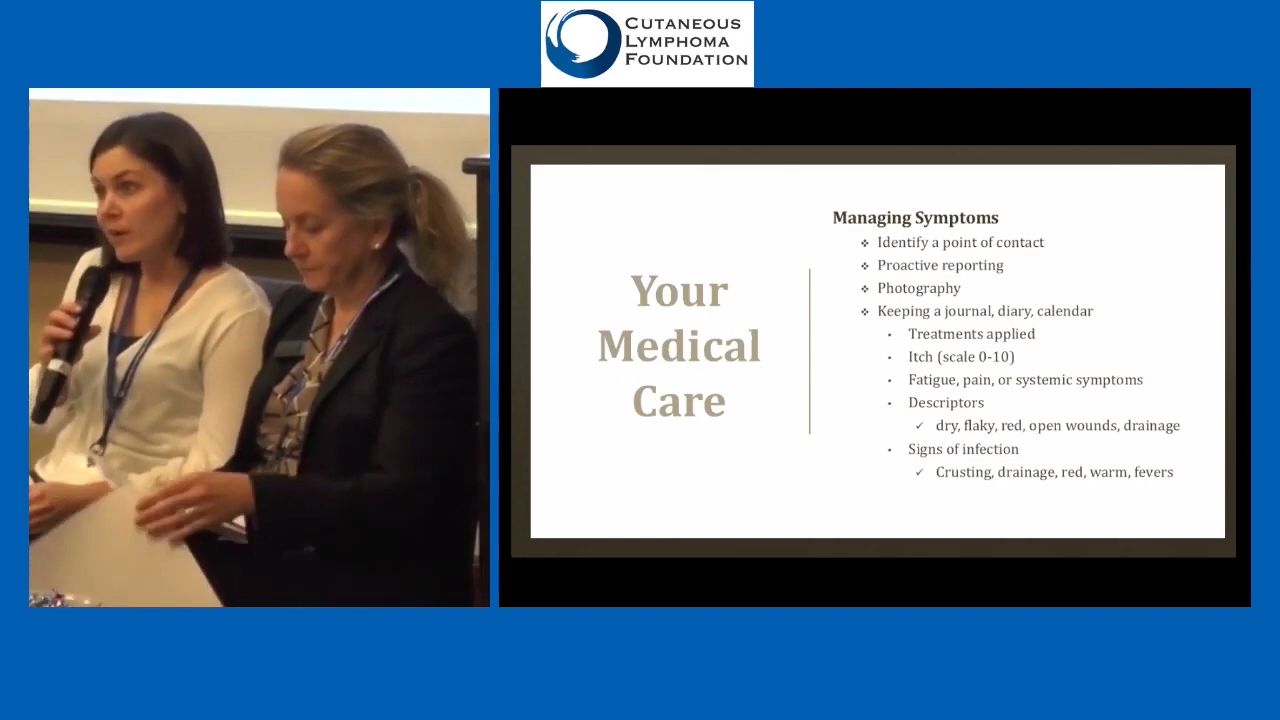 CUTANEOUS
LYMPHOMA
FOUNDATION
Your
Medical
Care
Managing Symptoms
❖ Identify a point of contact
❖ Proactive reporting
❖ Photography
❖ Keeping a journal, diary, calendar
▪ Treatments applied
▪ Itch (scale 0-10)
▪ Fatigue, pain, or systemic symptoms
▪ Descriptors
✓ dry, flaky, red, open wounds, drainage
▪ Signs of infection
✓ Crusting, drainage, red, warm, fevers